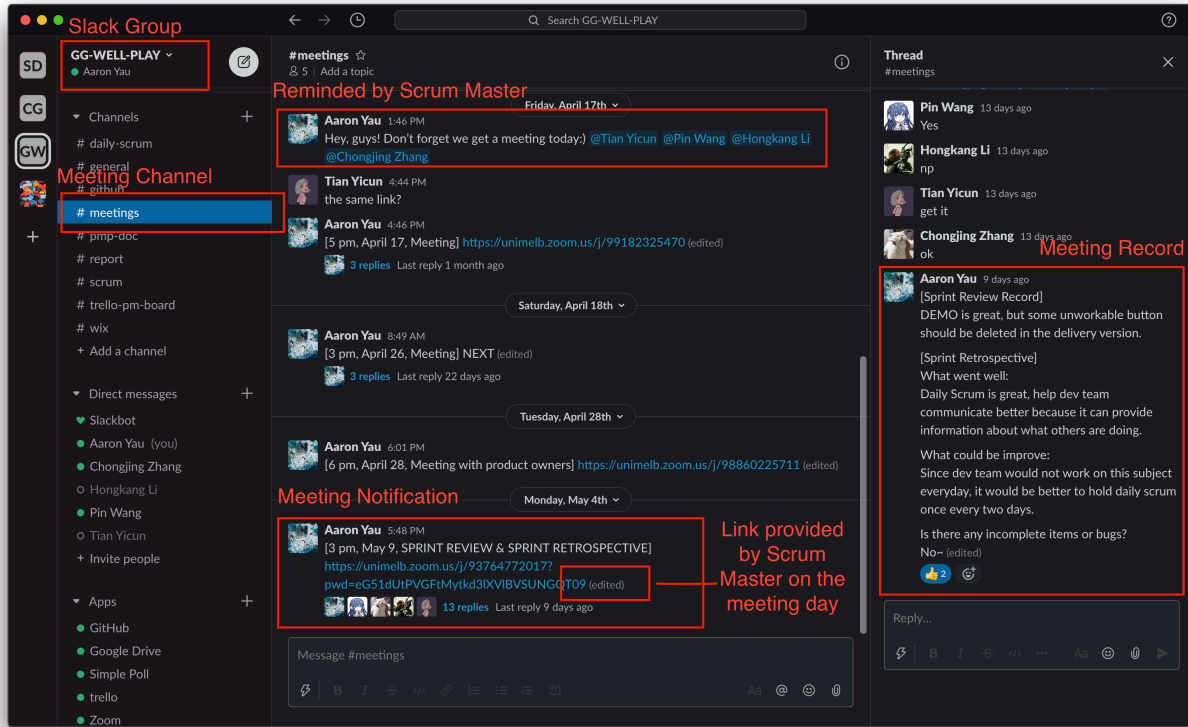 Slack Group
Search GG-WELL-PLAY
SD
CG
GW
GG-WELL-PLAY
Aaron Yau
Channels
# daily-scrum
# general
Meeting Channel
# github
# meetings
# pmp-doc
# report
# scrum
# trello-pm-board
# wix
+ Add a channel
Direct messages
Slackbot
Aaron Yau (you)
Chongjing Zhang
Hongkang Li
Pin Wang
Tian Yicun
+ Invite people
Apps
GitHub
Google Drive
Simple Poll
trello
Zoom
#meetings
5 | Add a topic
Reminded by Scrum Master
Friday, April 17th
Aaron Yau 1:46 PM
Hey, guys! Don't forget we get a meeting today:) @Tian Yicun @Pin Wang @Hongkang Li
@Chongjing Zhang
Tian Yicun 4:44 PM
the same link?
Aaron Yau 4:46 PM
[5 pm, April 17, Meeting] https://unimelb.zoom.us/j/99182325470 (edited)
3 replies Last reply 1 month ago
Saturday, April 18th
Aaron Yau 8:49 AM
[3 pm, April 26, Meeting] NEXT (edited)
3 replies Last reply 22 days ago
Tuesday, April 28th
Aaron Yau 6:01 PM
[6 pm, April 28, Meeting with product owners] https://unimelb.zoom.us/j/98860225711 (edited)
Meeting Notification
Monday, May 4th
Aaron Yau 5:48 PM
[3 pm, May 9, SPRINT REVIEW & SPRINT RETROSPECTIVE]
https://unimelb.zoom.us/j/93764772017?
pwd=eG51dUtPVGFtMytkd3lXVlBVSUNGQT09 (edited)
13 replies Last reply 9 days ago
Link provided
by Scrum
Master on the
meeting day
Message #meetings
Aa @
Thread
#meetings
Pin Wang 13 days ago
Yes
Hongkang Li 13 days ago
np
Tian Yicun 13 days ago
get it
Chongjing Zhang 13 days ago
ok
Meeting Record
Aaron Yau 9 days ago
[Sprint Review Record]
DEMO is great, but some unworkable button
should be deleted in the delivery version.
[Sprint Retrospective]
What went well:
Daily Scrum is great, help dev team
communicate better because it can provide
information about what others are doing.
What could be improve:
Since dev team would not work on this subject
everyday, it would be better to hold daily scrum
once every two days.
Is there any incomplete items or bugs?
No~ (edited)
2
Reply...
Aa